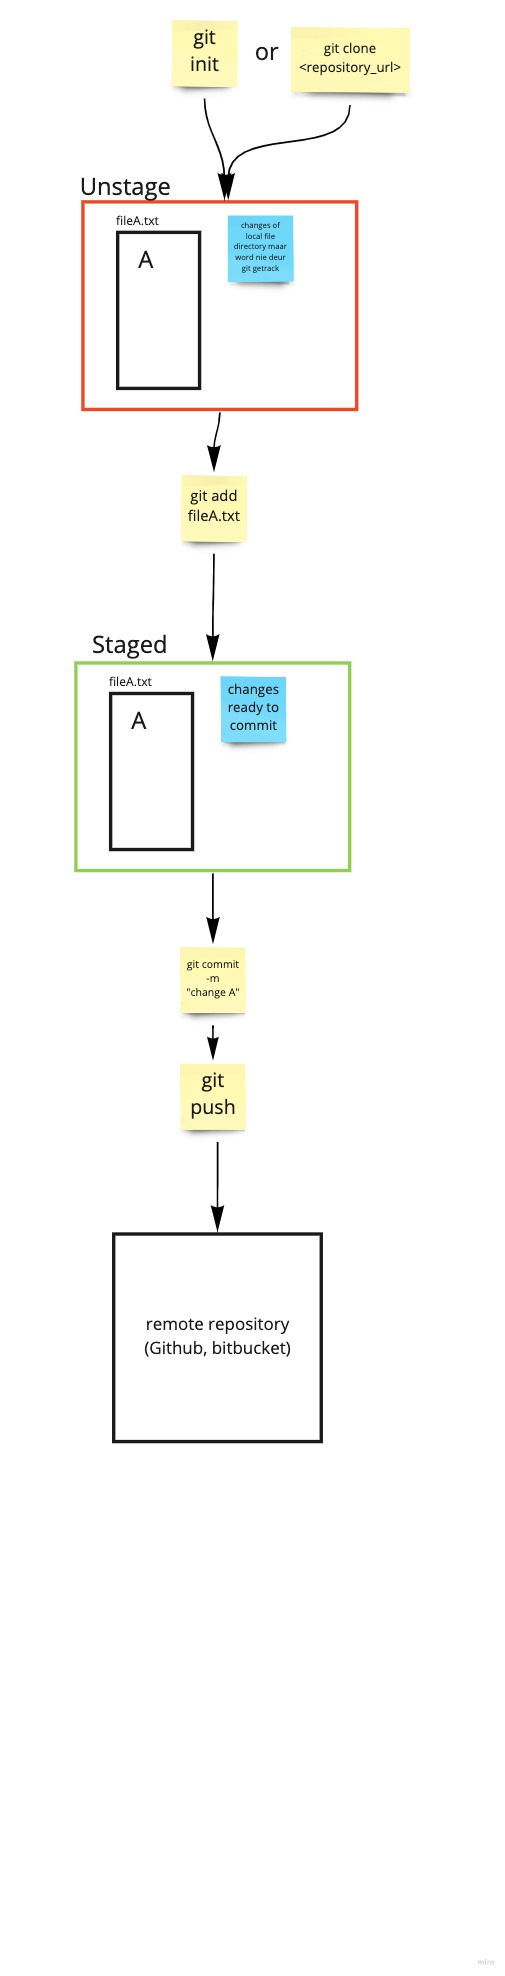 git
init
or
git clone
<repository_url>
Unstage
fileA.txt
A
changes of
local file
directory maar
word nie deur
git getrack
git add
fileA.txt
Staged
fileA.txt
A
changes
ready to
commit
git commit
-m
"change A"
git
push
remote repository
(Github, bitbucket)
miro